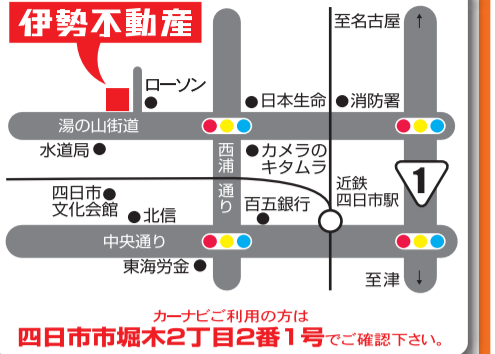 伊勢不動産
至名古屋
ローソン
日本生命
消防署
湯の山街道
水道局
西浦通り
カメラの
キタムラ
1
四日市
文化会館
北信
百五銀行
近鉄
四日市駅
中央通り
東海労金
至津
カーナビご利用の方は
四日市市堀木2丁目2番1号でご確認下さい。